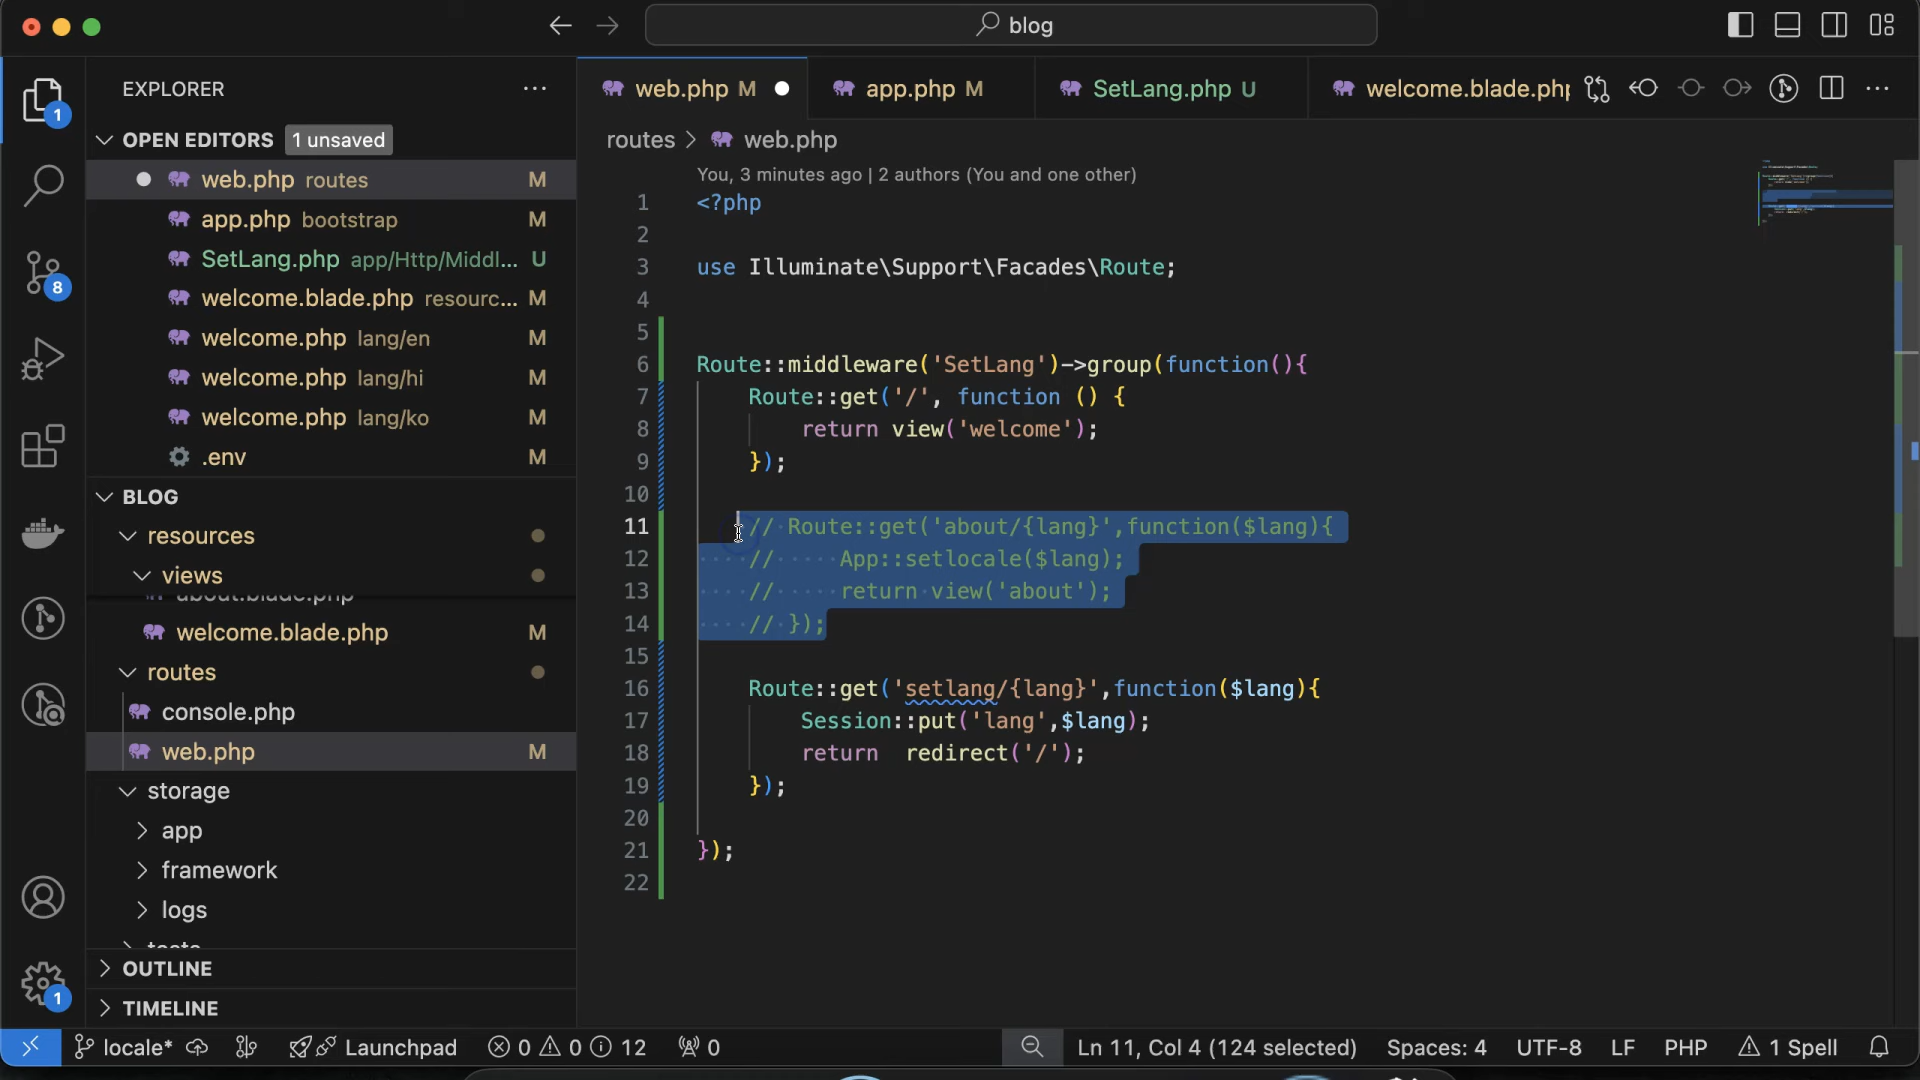 blog
EXPLORER
OPEN EDITORS 1 unsaved
web.php routes M
app.php bootstrap M
SetLang.php app/Http/Middl... U
welcome.blade.php resourc... M
welcome.php lang/en M
welcome.php lang/hi M
welcome.php lang/ko M
.env M
BLOG
resources
views
about.blade.php
welcome.blade.php M
routes
console.php
web.php M
storage
app
framework
logs
tests
OUTLINE
TIMELINE
1
8
1
web.php M
app.php M
SetLang.php U
welcome.blade.php
routes > web.php
You, 3 minutes ago | 2 authors (You and one other)
1 <?php
2
3 use Illuminate\Support\Facades\Route;
4
5
6 Route::middleware('SetLang')->group(function(){
7 Route::get('/', function () {
8 return view('welcome');
9 });
10
11 // Route::get('about/{lang}',function($lang){
12 // App::setlocale($lang);
13 // return view('about');
14 // });
15
16 Route::get('setlang/{lang}',function($lang){
17 Session::put('lang',$lang);
18 return redirect('/');
19 });
20
21 });
22
locale* Launchpad 0 0 12 0 Ln 11, Col 4 (124 selected) Spaces: 4 UTF-8 LF PHP 1 Spell